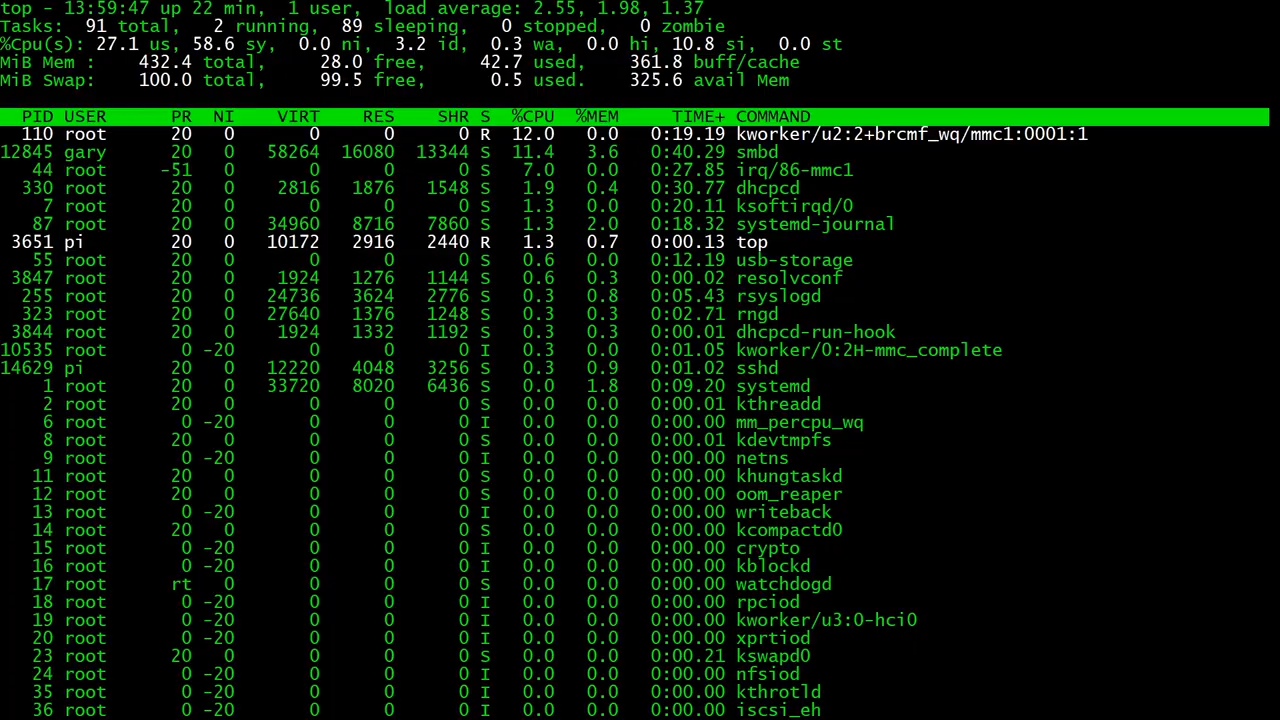 top - 13:59:47 up 22 min,  1 user,  load average: 2.55, 1.98, 1.37
Tasks:  91 total,   2 running,  89 sleeping,   0 stopped,   0 zombie
%Cpu(s): 27.1 us, 58.6 sy,  0.0 ni,  3.2 id,  0.3 wa,  0.0 hi, 10.8 si,  0.0 st
MiB Mem :    432.4 total,     28.0 free,     42.7 used,    361.8 buff/cache
MiB Swap:    100.0 total,     99.5 free,      0.5 used.    325.6 avail Mem
PID USER      PR  NI    VIRT    RES    SHR S  %CPU  %MEM     TIME+ COMMAND
110 root      20   0       0      0      0 R  12.0   0.0   0:19.19 kworker/u2:2+brcmf_wq/mmc1:0001:1
12845 gary      20   0   58264  16080  13344 S  11.4   3.6   0:40.29 smbd
44 root     -51   0       0      0      0 S   7.0   0.0   0:27.85 irq/86-mmc1
330 root      20   0    2816   1876   1548 S   1.9   0.4   0:30.77 dhcpcd
7 root      20   0       0      0      0 S   1.3   0.0   0:20.11 ksoftirqd/0
87 root      20   0   34960   8716   7860 S   1.3   2.0   0:18.32 systemd-journal
3651 pi        20   0   10172   2916   2440 R   1.3   0.7   0:00.13 top
55 root      20   0       0      0      0 S   0.6   0.0   0:12.19 usb-storage
3847 root      20   0    1924   1276   1144 S   0.6   0.3   0:00.02 resolvconf
255 root      20   0   24736   3624   2776 S   0.3   0.8   0:05.43 rsyslogd
323 root      20   0   27640   1376   1248 S   0.3   0.3   0:02.71 rngd
3844 root      20   0    1924   1332   1192 S   0.3   0.3   0:00.01 dhcpcd-run-hook
10535 root       0 -20       0      0      0 I   0.3   0.0   0:01.05 kworker/0:2H-mmc_complete
14629 pi        20   0   12220   4048   3256 S   0.3   0.9   0:01.02 sshd
1 root      20   0   33720   8020   6436 S   0.0   1.8   0:09.20 systemd
2 root      20   0       0      0      0 S   0.0   0.0   0:00.01 kthreadd
6 root       0 -20       0      0      0 I   0.0   0.0   0:00.00 mm_percpu_wq
8 root      20   0       0      0      0 S   0.0   0.0   0:00.01 kdevtmpfs
9 root       0 -20       0      0      0 I   0.0   0.0   0:00.00 netns
11 root      20   0       0      0      0 S   0.0   0.0   0:00.00 khungtaskd
12 root      20   0       0      0      0 S   0.0   0.0   0:00.00 oom_reaper
13 root       0 -20       0      0      0 I   0.0   0.0   0:00.00 writeback
14 root      20   0       0      0      0 S   0.0   0.0   0:00.00 kcompactd0
15 root       0 -20       0      0      0 I   0.0   0.0   0:00.00 crypto
16 root       0 -20       0      0      0 I   0.0   0.0   0:00.00 kblockd
17 root      rt   0       0      0      0 S   0.0   0.0   0:00.00 watchdogd
18 root       0 -20       0      0      0 I   0.0   0.0   0:00.00 rpciod
19 root       0 -20       0      0      0 I   0.0   0.0   0:00.00 kworker/u3:0-hci0
20 root       0 -20       0      0      0 I   0.0   0.0   0:00.00 xprtiod
23 root      20   0       0      0      0 S   0.0   0.0   0:00.21 kswapd0
24 root       0 -20       0      0      0 I   0.0   0.0   0:00.00 nfsiod
35 root       0 -20       0      0      0 I   0.0   0.0   0:00.00 kthrotld
36 root       0 -20       0      0      0 I   0.0   0.0   0:00.00 iscsi_eh